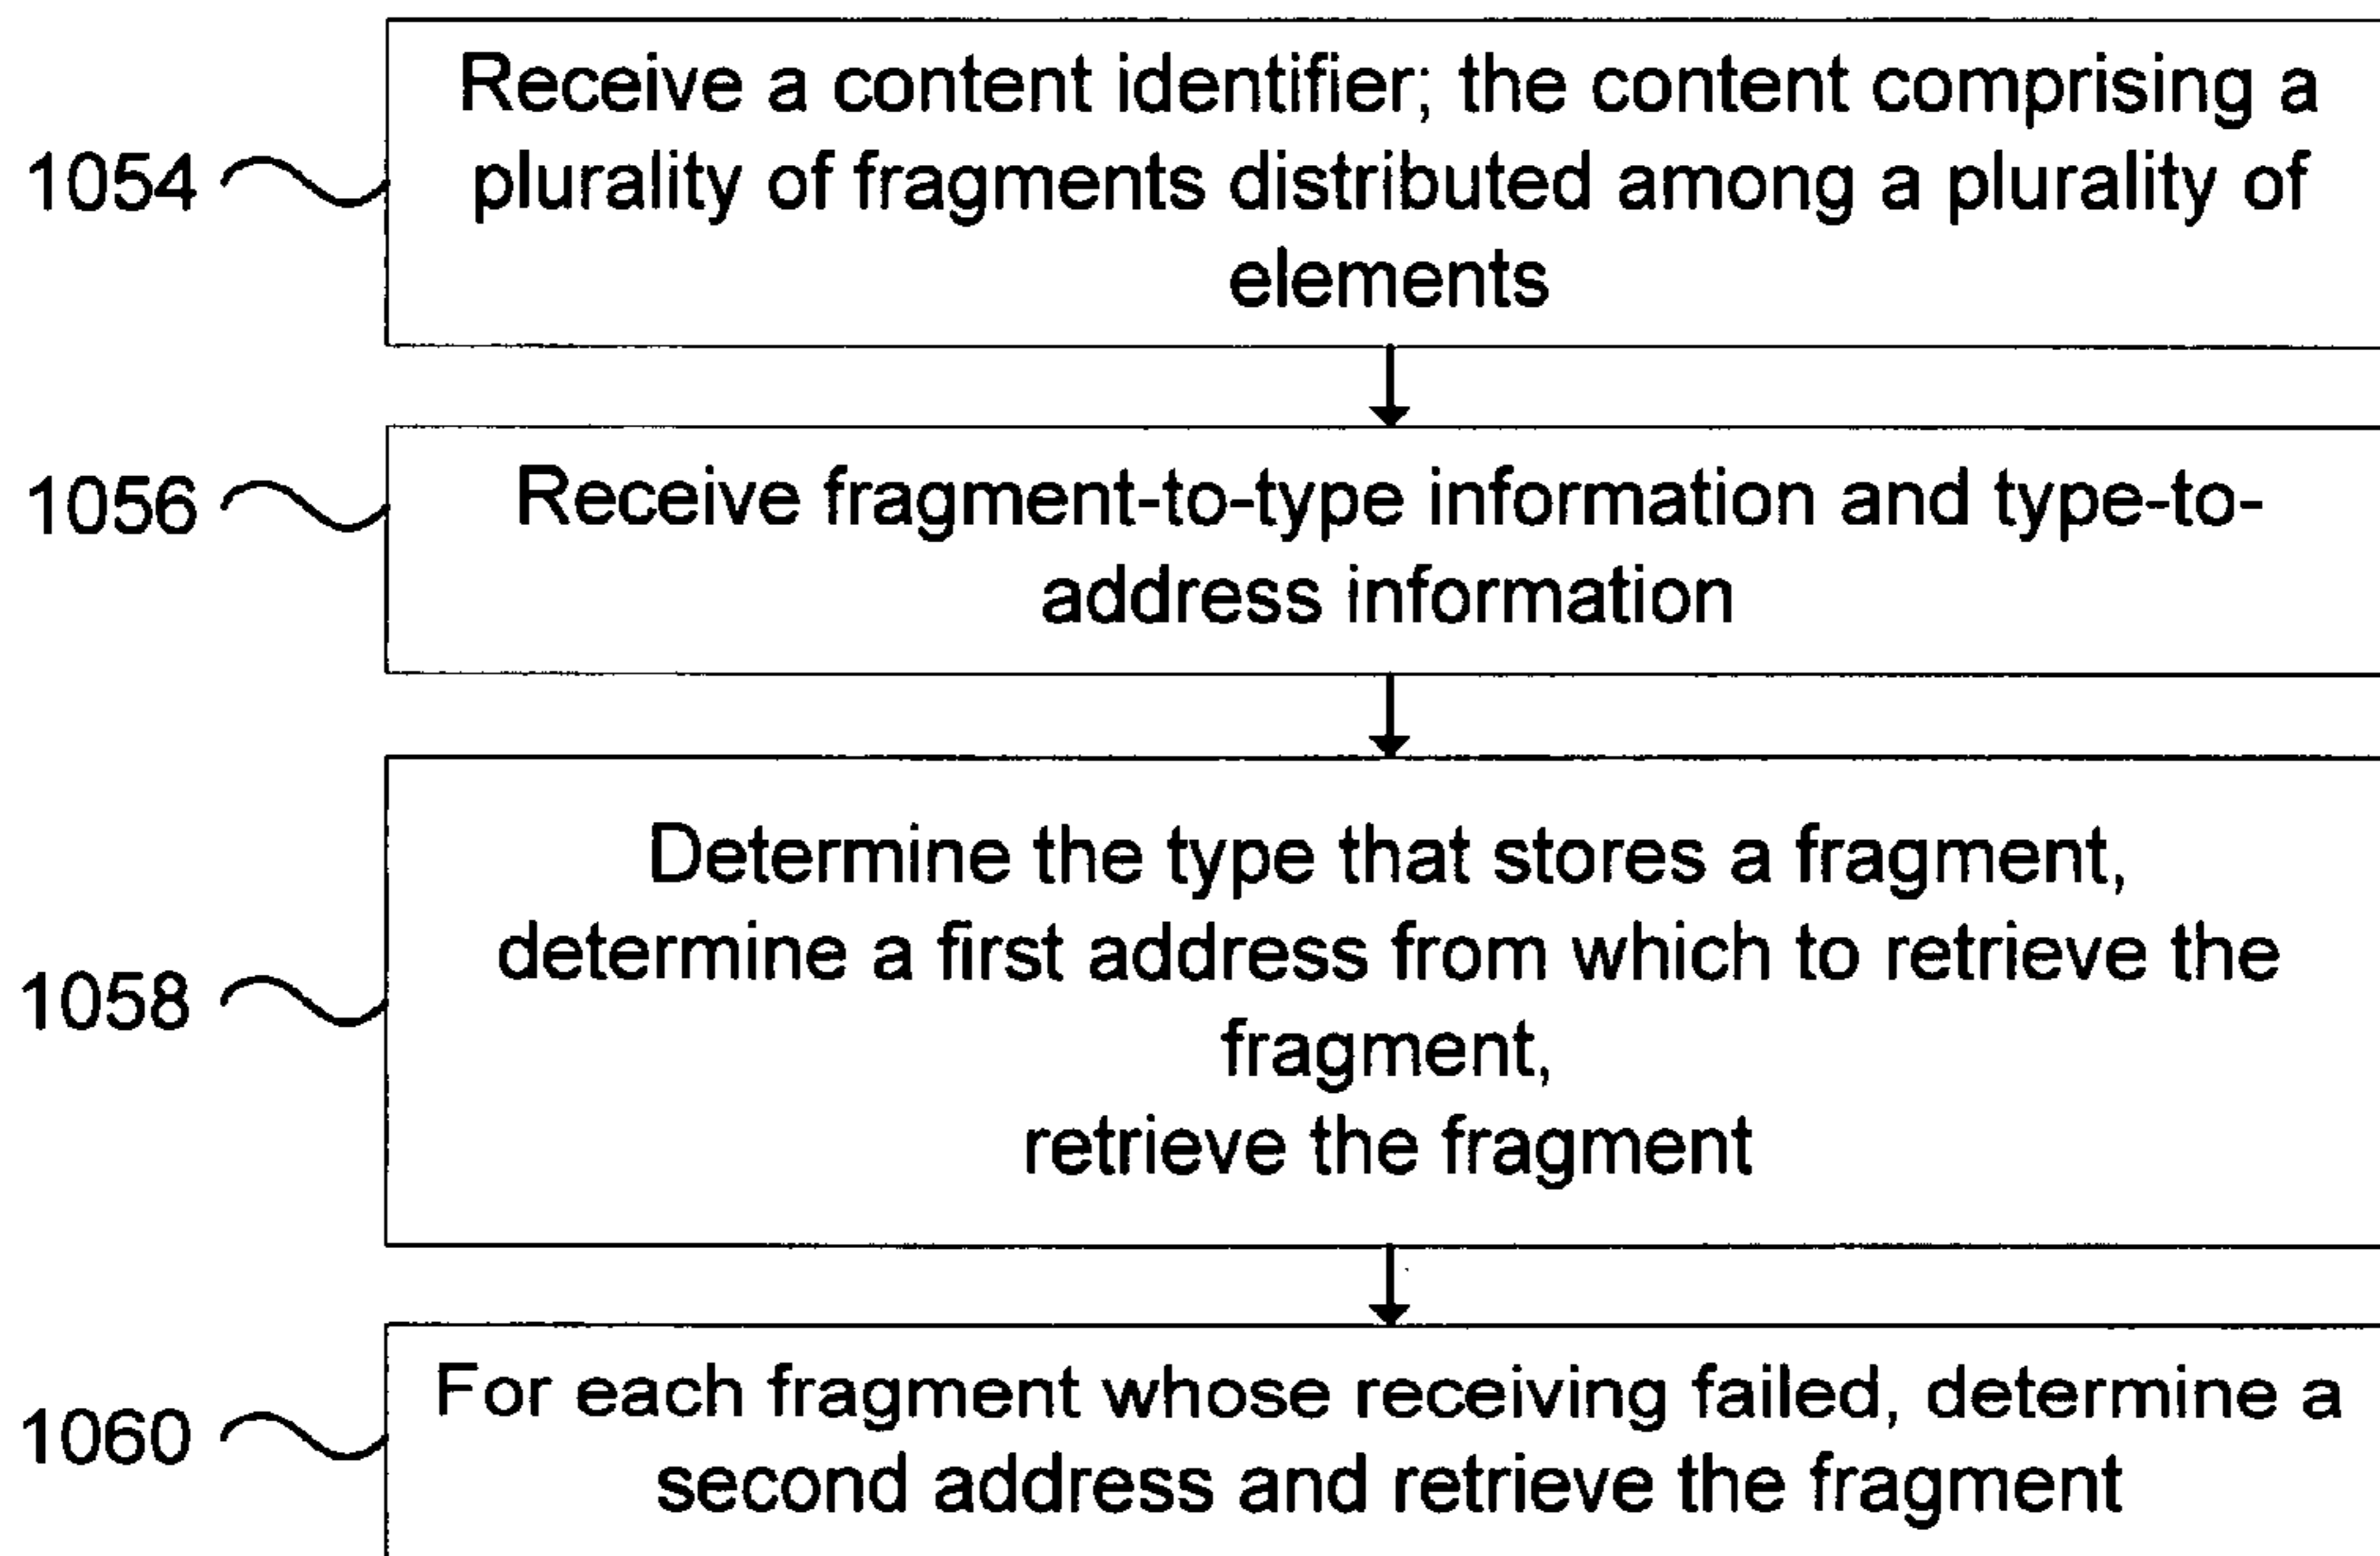 Receive a content identifier; the content comprising a
1054 plurality of fragments distributed among a plurality of
elements
1056 Receive fragment-to-type information and type-to-
address information
Determine the type that stores a fragment,
determine a first address from which to retrieve the
1058
fragment,
retrieve the fragment
For each fragment whose receiving failed, determine a
1060
second address and retrieve the fragment